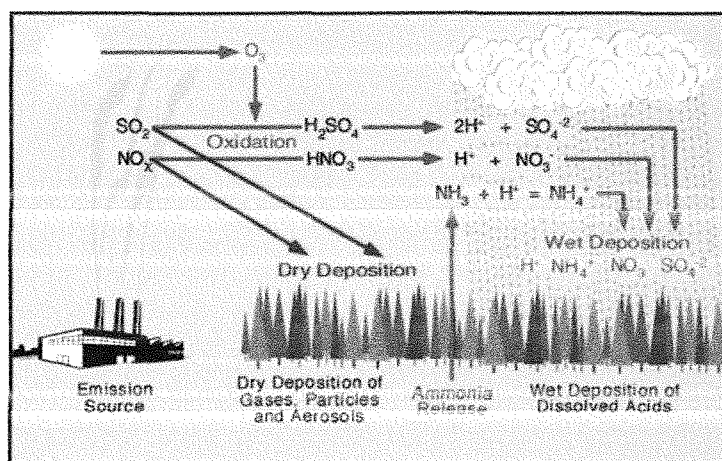 O₃
SO₂ H₂SO₄ 2H⁺ + SO₄⁻²
Oxidation
NOₓ HNO₃ H⁺ + NO₃⁻
NH₃ + H⁺ = NH₄⁺
Wet Deposition
Dry Deposition H⁺ NH₄⁺ NO₃ SO₄⁻²
Emission
Source
Dry Deposition of
Gases, Particles
and Aerosols
Ammonia
Release
Wet Deposition of
Dissolved Acids